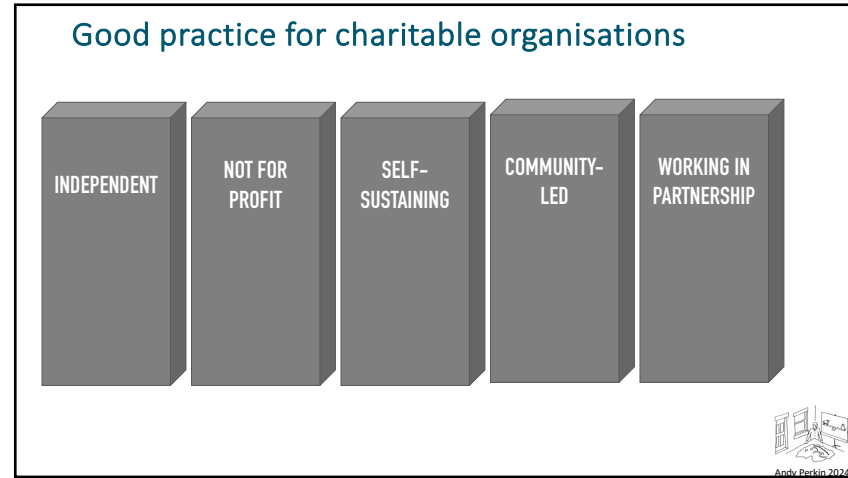 Good practice for charitable organisations
INDEPENDENT
NOT FOR
PROFIT
SELF-
SUSTAINING
COMMUNITY-
LED
WORKING IN
PARTNERSHIP
Andy Perkin 2024